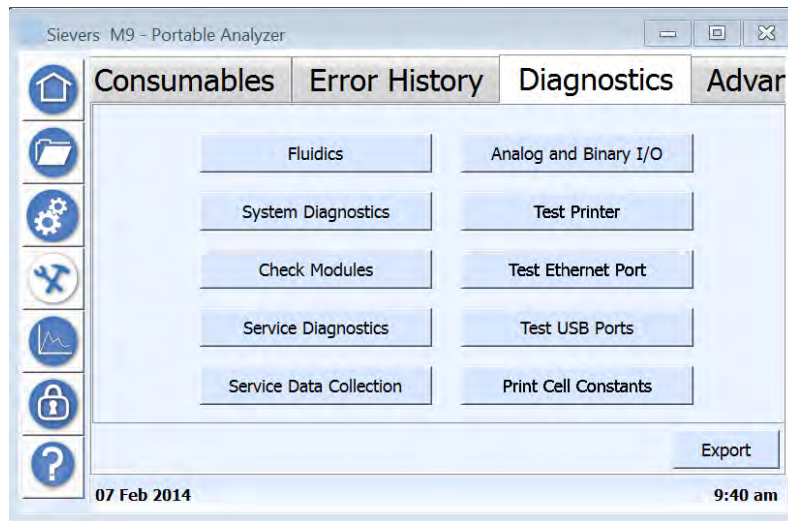 Sievers M9 - Portable Analyzer
Consumables Error History Diagnostics Advar
Fluidics Analog and Binary I/O
System Diagnostics Test Printer
Check Modules Test Ethernet Port
Service Diagnostics Test USB Ports
Service Data Collection Print Cell Constants
?
Export
07 Feb 2014 9:40 am